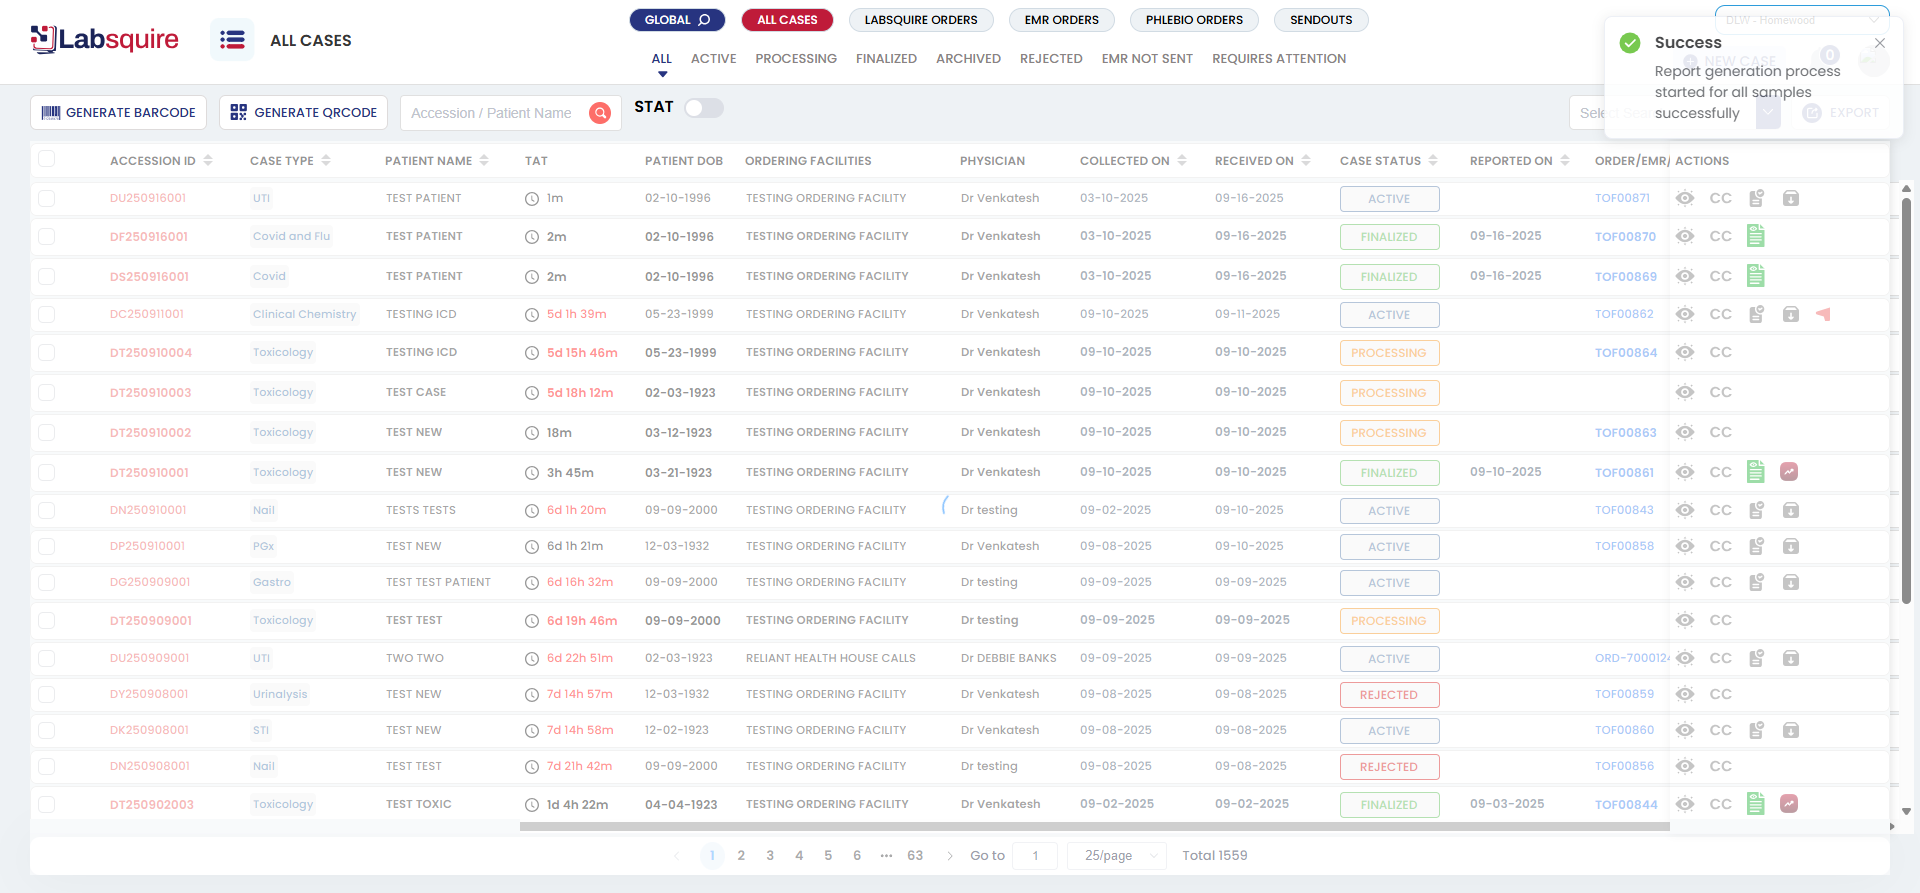 Labsquire
ALL CASES
GLOBAL ALL CASES LABSQUIRE ORDERS EMR ORDERS PHLEBIO ORDERS SENDOUTS
ALL ACTIVE PROCESSING FINALIZED ARCHIVED REJECTED EMR NOT SENT REQUIRES ATTENTION
DLW - Homewood
NEW CASE 0
Success
Report generation process
started for all samples
successfully
GENERATE BARCODE GENERATE QRCODE Accession / Patient Name STAT EXPORT
ACCESSION ID CASE TYPE PATIENT NAME TAT PATIENT DOB ORDERING FACILITIES PHYSICIAN COLLECTED ON RECEIVED ON CASE STATUS REPORTED ON ORDER/EMR/ ACTIONS
DU250916001 UTI TEST PATIENT 1m 02-10-1996 TESTING ORDERING FACILITY Dr Venkatesh 03-10-2025 09-16-2025 ACTIVE TOF00871 CC
DF250916001 Covid and Flu TEST PATIENT 2m 02-10-1996 TESTING ORDERING FACILITY Dr Venkatesh 03-10-2025 09-16-2025 FINALIZED 09-16-2025 TOF00870 CC
DS250916001 Covid TEST PATIENT 2m 02-10-1996 TESTING ORDERING FACILITY Dr Venkatesh 03-10-2025 09-16-2025 FINALIZED 09-16-2025 TOF00869 CC
DC250911001 Clinical Chemistry TESTING ICD 5d 1h 39m 05-23-1999 TESTING ORDERING FACILITY Dr Venkatesh 09-10-2025 09-11-2025 ACTIVE TOF00862 CC
DT250910004 Toxicology TESTING ICD 5d 15h 46m 05-23-1999 TESTING ORDERING FACILITY Dr Venkatesh 09-10-2025 09-10-2025 PROCESSING TOF00864 CC
DT250910003 Toxicology TEST CASE 5d 18h 12m 02-03-1923 TESTING ORDERING FACILITY Dr Venkatesh 09-10-2025 09-10-2025 PROCESSING CC
DT250910002 Toxicology TEST NEW 18m 03-12-1923 TESTING ORDERING FACILITY Dr Venkatesh 09-10-2025 09-10-2025 PROCESSING TOF00863 CC
DT250910001 Toxicology TEST NEW 3h 45m 03-21-1923 TESTING ORDERING FACILITY Dr Venkatesh 09-10-2025 09-10-2025 FINALIZED 09-10-2025 TOF00861 CC
DN250910001 Nail TESTS TESTS 6d 1h 20m 09-09-2000 TESTING ORDERING FACILITY Dr testing 09-02-2025 09-10-2025 ACTIVE TOF00843 CC
DP250910001 PGx TEST NEW 6d 1h 21m 12-03-1932 TESTING ORDERING FACILITY Dr Venkatesh 09-08-2025 09-10-2025 ACTIVE TOF00858 CC
DG250909001 Gastro TEST TEST PATIENT 6d 16h 32m 09-09-2000 TESTING ORDERING FACILITY Dr testing 09-09-2025 09-09-2025 ACTIVE CC
DT250909001 Toxicology TEST TEST 6d 19h 46m 09-09-2000 TESTING ORDERING FACILITY Dr testing 09-09-2025 09-09-2025 PROCESSING CC
DU250909001 UTI TWO TWO 6d 22h 51m 02-03-1923 RELIANT HEALTH HOUSE CALLS Dr DEBBIE BANKS 09-09-2025 09-09-2025 ACTIVE ORD-7000124 CC
DY250908001 Urinalysis TEST NEW 7d 14h 57m 12-03-1932 TESTING ORDERING FACILITY Dr Venkatesh 09-08-2025 09-08-2025 REJECTED TOF00859 CC
DK250908001 STI TEST NEW 7d 14h 58m 12-02-1923 TESTING ORDERING FACILITY Dr Venkatesh 09-08-2025 09-08-2025 ACTIVE TOF00860 CC
DN250908001 Nail TEST TEST 7d 21h 42m 09-09-2000 TESTING ORDERING FACILITY Dr testing 09-08-2025 09-08-2025 REJECTED TOF00856 CC
DT250902003 Toxicology TEST TOXIC 1d 4h 22m 04-04-1923 TESTING ORDERING FACILITY Dr Venkatesh 09-02-2025 09-02-2025 FINALIZED 09-03-2025 TOF00844 CC
1 2 3 4 5 6 ••• 63 Go to 1 25/page Total 1559